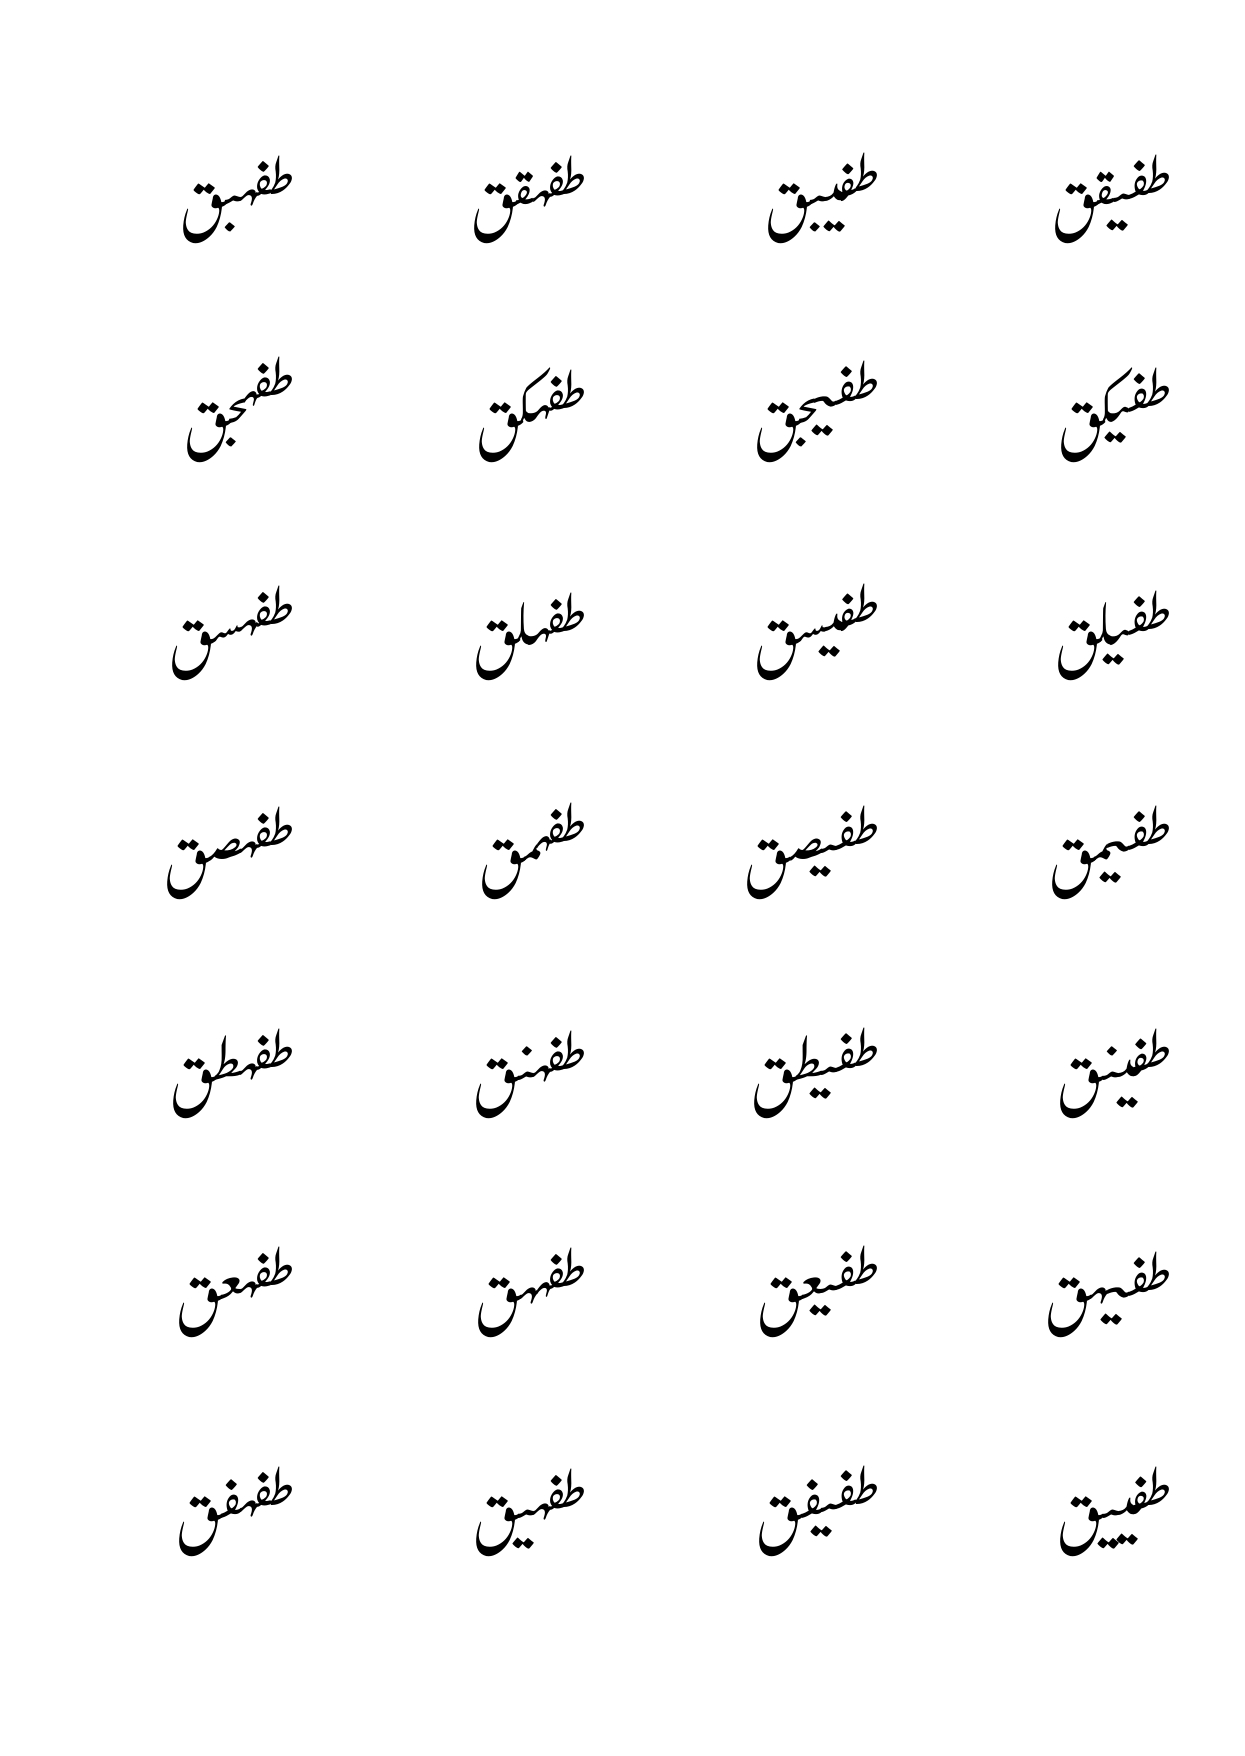 طفيقق طفيبق طفهقق طفهبق
طفيكق طفيجق طفهكق طفهجق
طفيلق طفيسق طفهلق طفهسق
طفيمق طفيصق طفهمق طفهصق
طفينق طفيطق طفهنق طفهطق
طفيهق طفيعق طفههق طفهعق
طفييق طفيفق طفهيق طفهفق